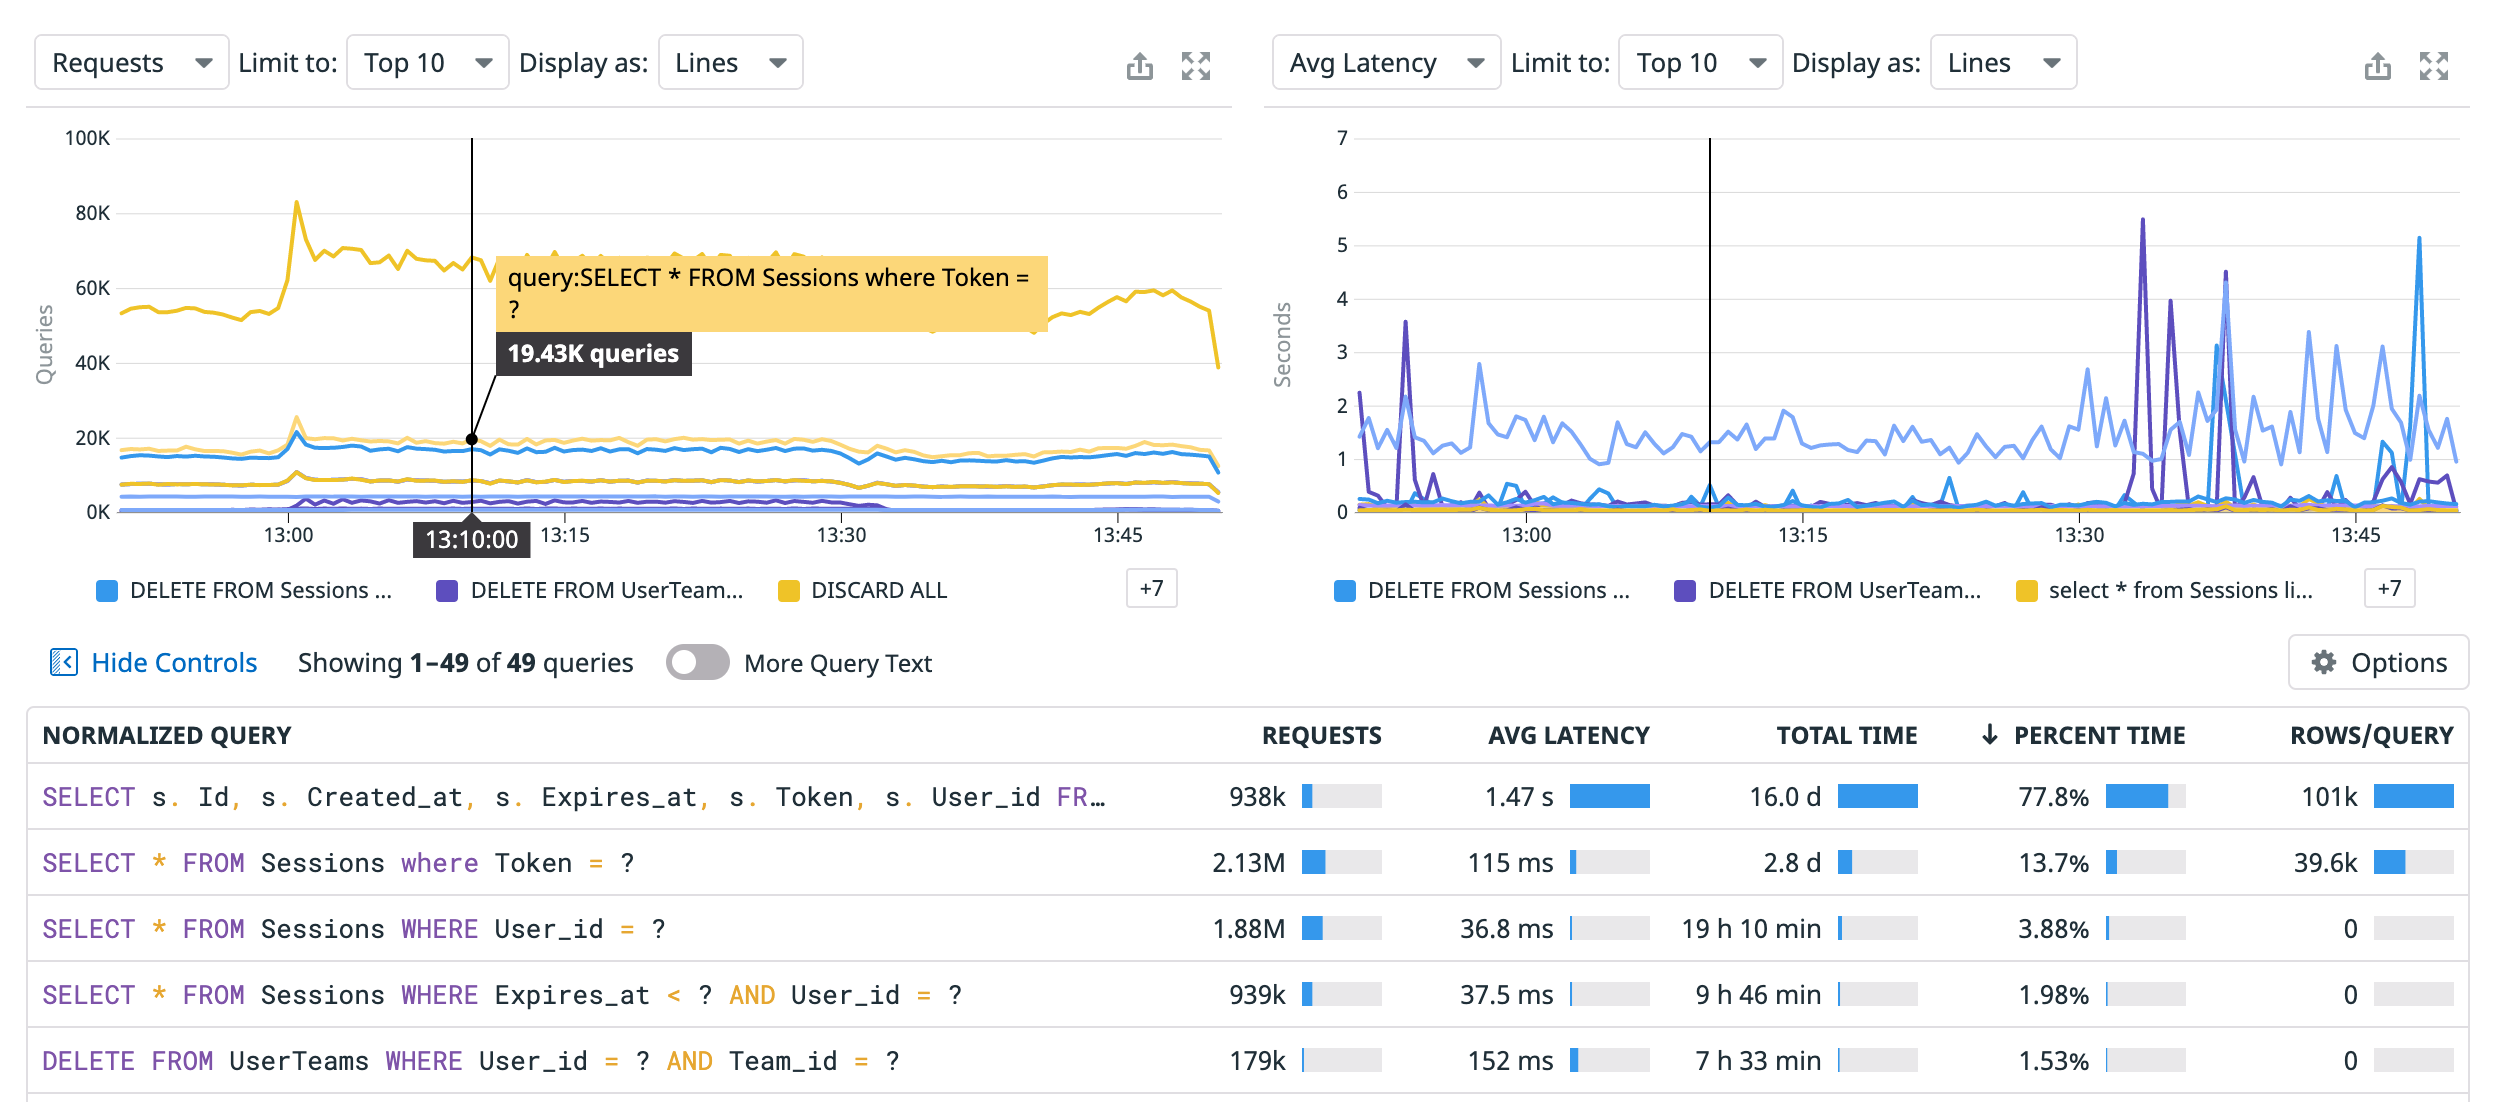 Requests Limit to: Top 10 Display as: Lines
Avg Latency Limit to: Top 10 Display as: Lines
100K
80K
60K
40K
20K
0K
Queries
query:SELECT * FROM Sessions where Token =
?
19.43K queries
13:00 13:10:00 13:15 13:30 13:45
DELETE FROM Sessions ... DELETE FROM UserTeam... DISCARD ALL +7
7
6
5
4
3
2
1
0
Seconds
13:00 13:15 13:30 13:45
DELETE FROM Sessions ... DELETE FROM UserTeam... select * from Sessions li... +7
Hide Controls Showing 1–49 of 49 queries More Query Text Options
NORMALIZED QUERY REQUESTS AVG LATENCY TOTAL TIME ↓ PERCENT TIME ROWS/QUERY
SELECT s. Id, s. Created_at, s. Expires_at, s. Token, s. User_id FR… 938k 1.47 s 16.0 d 77.8% 101k
SELECT * FROM Sessions where Token = ? 2.13M 115 ms 2.8 d 13.7% 39.6k
SELECT * FROM Sessions WHERE User_id = ? 1.88M 36.8 ms 19 h 10 min 3.88% 0
SELECT * FROM Sessions WHERE Expires_at < ? AND User_id = ? 939k 37.5 ms 9 h 46 min 1.98% 0
DELETE FROM UserTeams WHERE User_id = ? AND Team_id = ? 179k 152 ms 7 h 33 min 1.53% 0